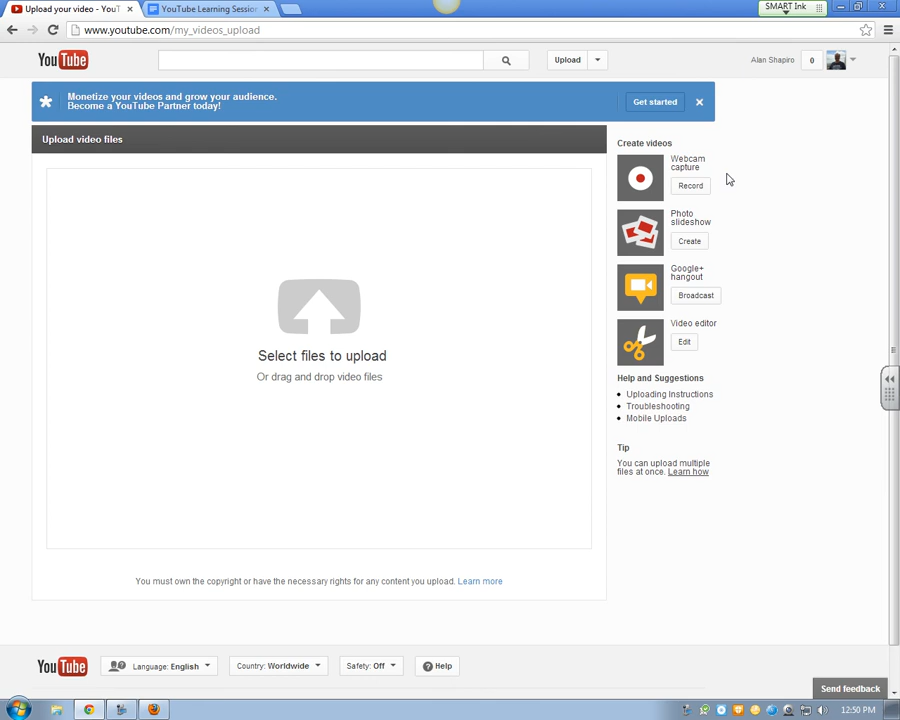 Upload your video - YouT
YouTube Learning Session
SMART Ink
www.youtube.com/my_videos_upload
YouTube
Upload
Alan Shapiro
0
Monetize your videos and grow your audience.
Become a YouTube Partner today!
Get started
Upload video files
Select files to upload
Or drag and drop video files
You must own the copyright or have the necessary rights for any content you upload. Learn more
Create videos
Webcam
capture
Record
Photo
slideshow
Create
Google+
hangout
Broadcast
Video editor
Edit
Help and Suggestions
Uploading Instructions
Troubleshooting
Mobile Uploads
Tip
You can upload multiple
files at once. Learn how
YouTube
Language: English
Country: Worldwide
Safety: Off
Help
Send feedback
12:50 PM